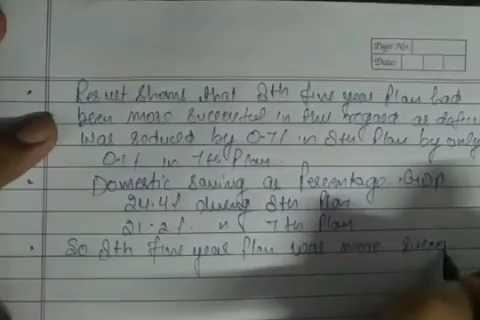 Page No.
Date
Result shows that 8th five year Plan had
been more successful in this regard as deficit
was reduced by 0.7% in 8th Plan by only
0.1% in 7th Plan.
Domestic saving as Percentage GDP
24.4% during 8th Plan
21.2% " 7th Plan
So 8th five year Plan was more